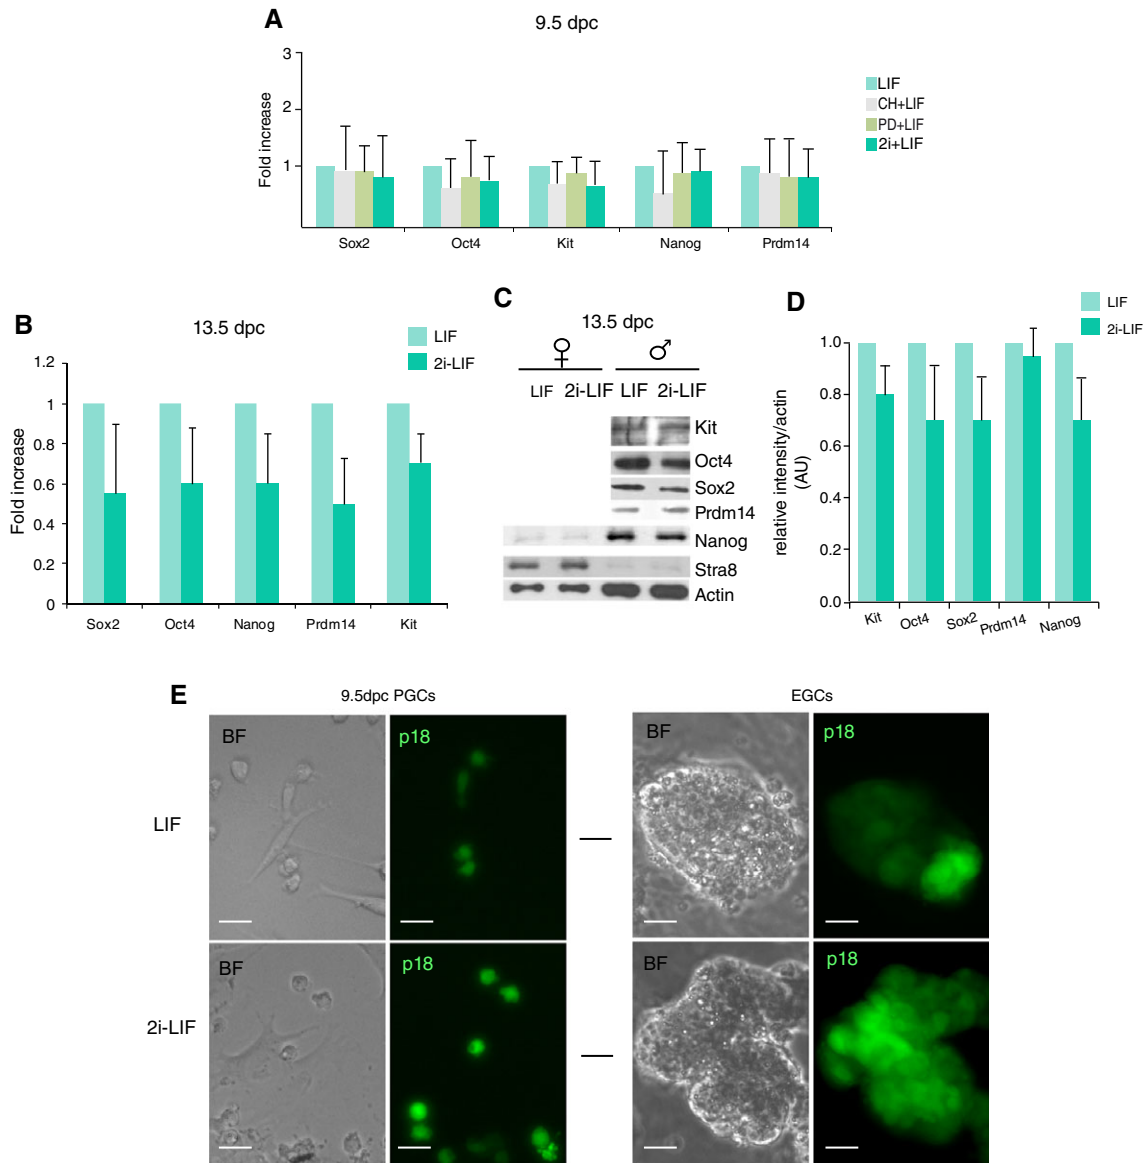 A
9.5 dpc
Fold increase
3
2
1
LIF
CH+LIF
PD+LIF
2i+LIF
Sox2 Oct4 Kit Nanog Prdm14
B
13.5 dpc
LIF
2i-LIF
Fold increase
1.2
1
0.8
0.6
0.4
0.2
0
Sox2 Oct4 Nanog Prdm14 Kit
C
13.5 dpc
♀ ♂
LIF 2i-LIF LIF 2i-LIF
Kit
Oct4
Sox2
Prdm14
Nanog
Stra8
Actin
D
LIF
2i-LIF
relative intensity/actin
(AU)
1.0
0.8
0.6
0.4
0.2
0.0
Kit Oct4 Sox2 Prdm14 Nanog
E
9.5dpc PGCs
EGCs
LIF
BF
p18
BF
p18
2i-LIF
BF
p18
BF
p18